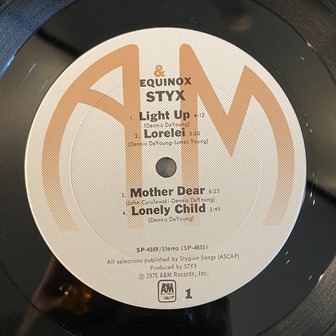 A&M
EQUINOX
STYX
1. Light Up 4:12
(Dennis DeYoung)
2. Lorelei 3:20
(Dennis DeYoung-James Young)
3. Mother Dear 5:23
(John Curulewski-Dennis DeYoung)
4. Lonely Child 3:49
(Dennis DeYoung)
SP-4559/Stereo (SP-4855)
All selections published by Stygian Songs (ASCAP)
Produced by STYX
℗ 1975 A&M Records, Inc.
A&M
1